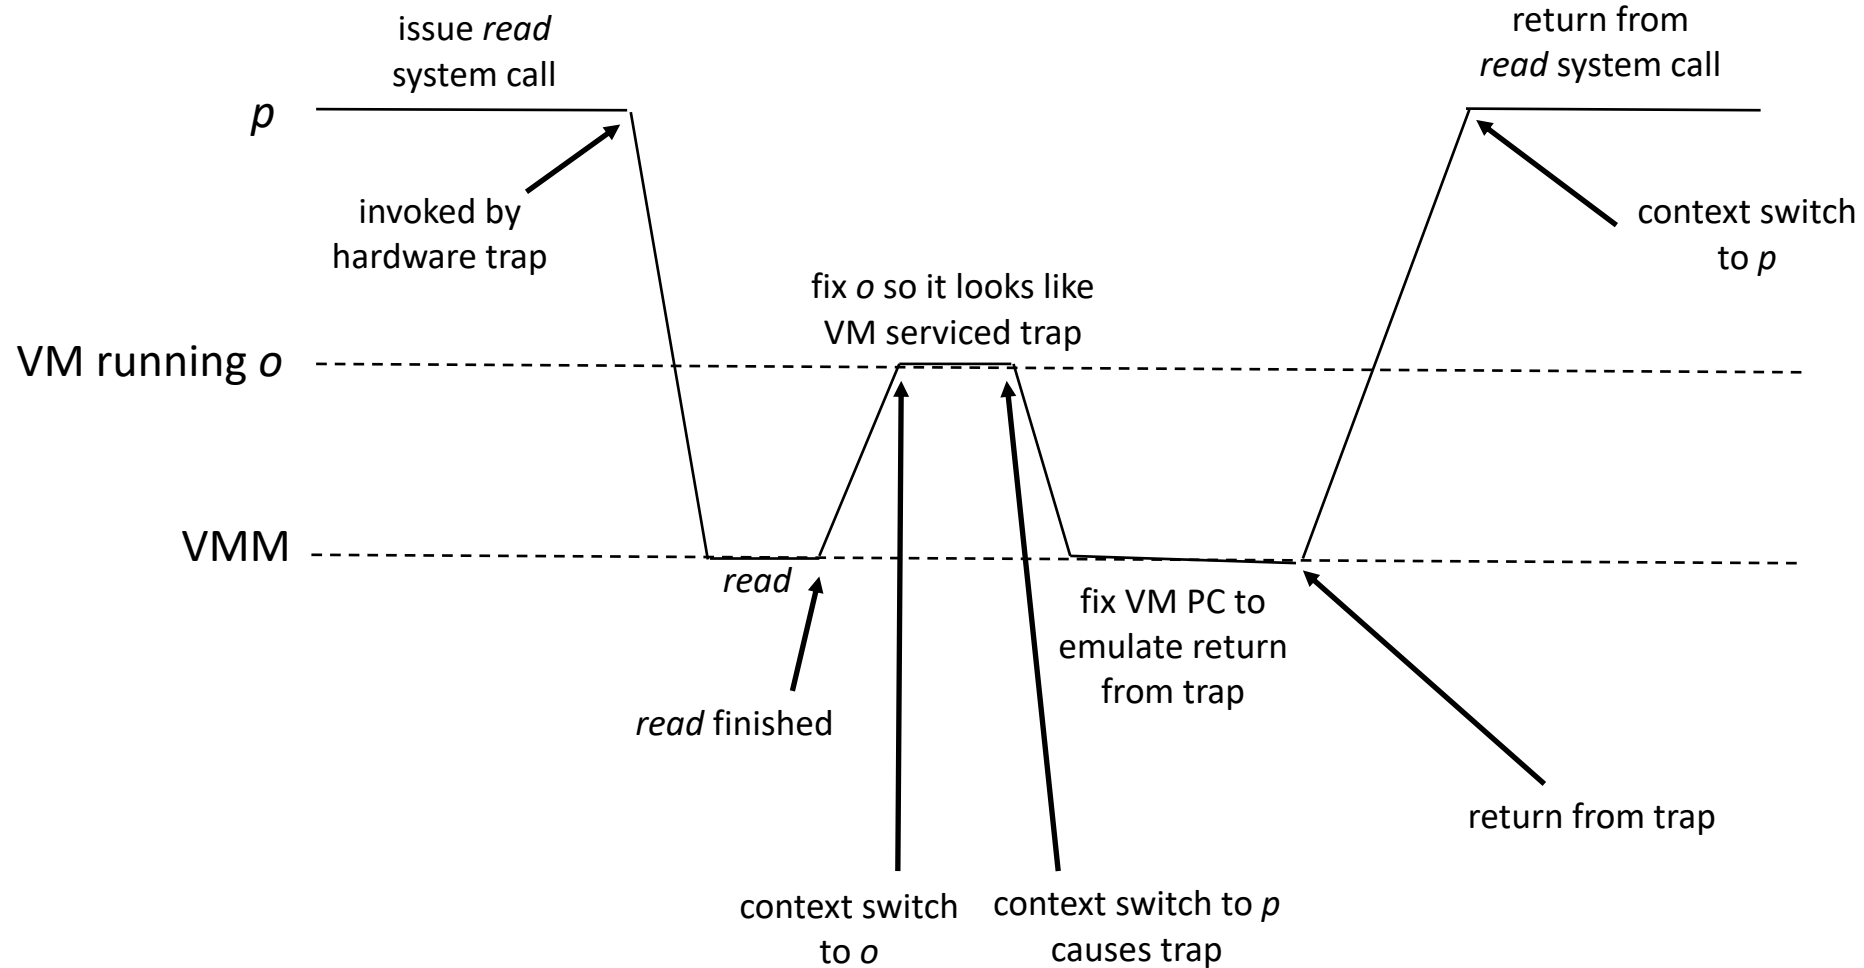 issue read
system call
return from
read system call
p
invoked by
hardware trap
context switch
to p
fix o so it looks like
VM serviced trap
VM running o
VMM
read
fix VM PC to
emulate return
from trap
read finished
return from trap
context switch
to o
context switch to p
causes trap